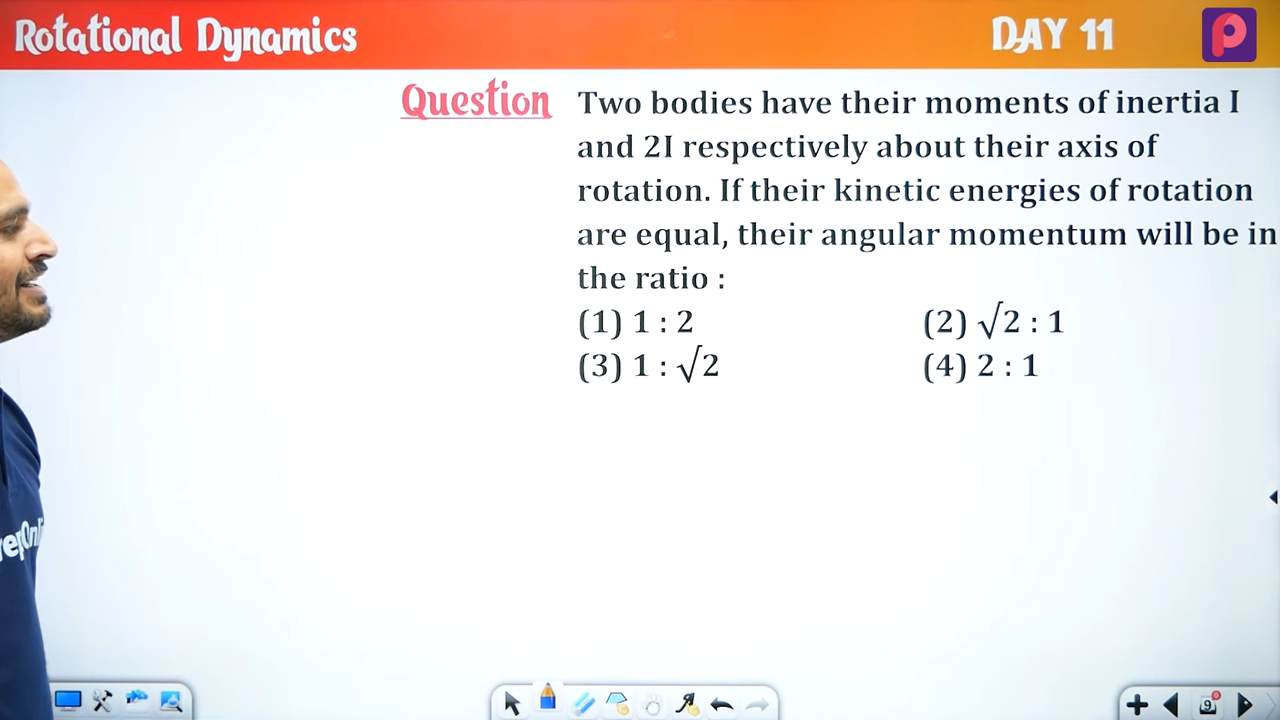 Rotational Dynamics
DAY 11
Question
Two bodies have their moments of inertia I
and 2I respectively about their axis of
rotation. If their kinetic energies of rotation
are equal, their angular momentum will be in
the ratio :
(1) 1 : 2 (2) √2 : 1
(3) 1 : √2 (4) 2 : 1
9